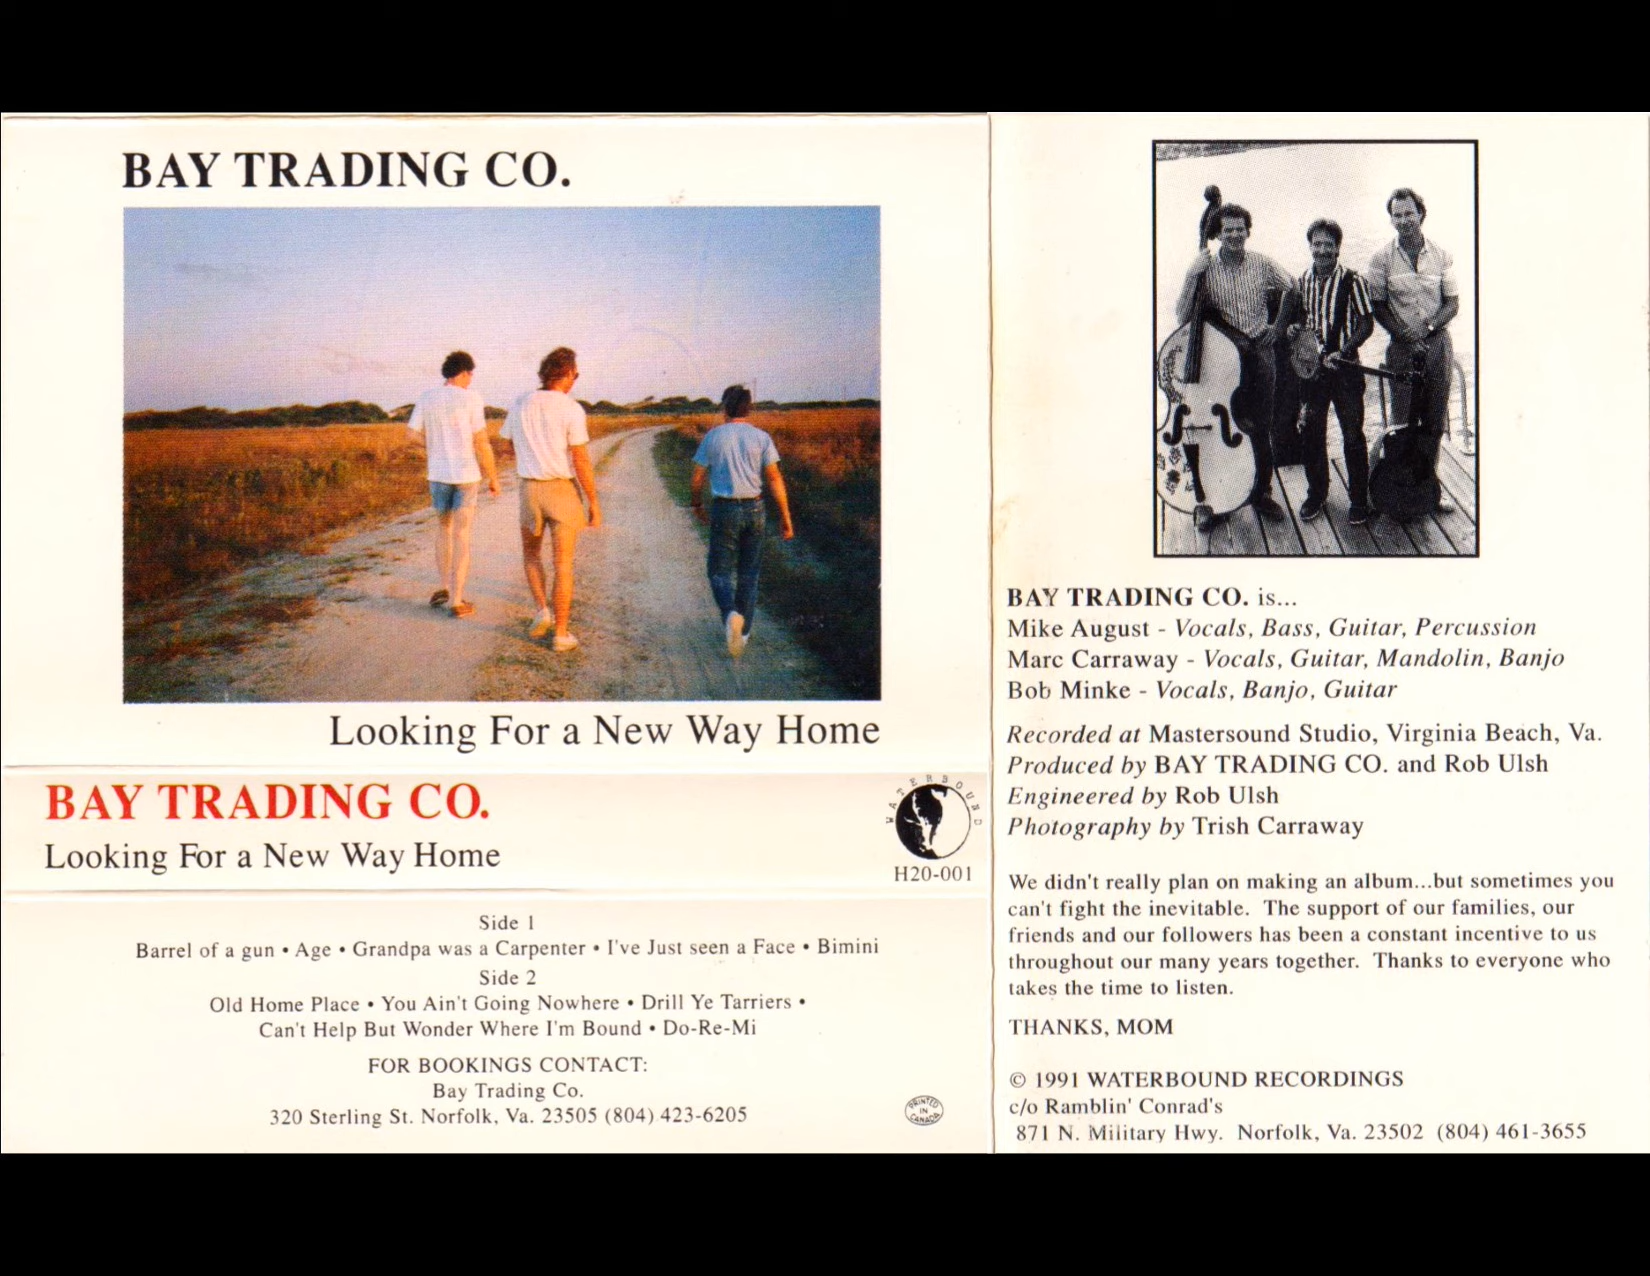 BAY TRADING CO.
Looking For a New Way Home
BAY TRADING CO.
Looking For a New Way Home
WATERBOUND
H20-001
Side 1
Barrel of a gun • Age • Grandpa was a Carpenter • I've Just seen a Face • Bimini
Side 2
Old Home Place • You Ain't Going Nowhere • Drill Ye Tarriers •
Can't Help But Wonder Where I'm Bound • Do-Re-Mi
FOR BOOKINGS CONTACT:
Bay Trading Co.
320 Sterling St. Norfolk, Va. 23505 (804) 423-6205
PRINTED
IN
CANADA
BAY TRADING CO. is...
Mike August - Vocals, Bass, Guitar, Percussion
Marc Carraway - Vocals, Guitar, Mandolin, Banjo
Bob Minke - Vocals, Banjo, Guitar
Recorded at Mastersound Studio, Virginia Beach, Va.
Produced by BAY TRADING CO. and Rob Ulsh
Engineered by Rob Ulsh
Photography by Trish Carraway
We didn't really plan on making an album...but sometimes you
can't fight the inevitable. The support of our families, our
friends and our followers has been a constant incentive to us
throughout our many years together. Thanks to everyone who
takes the time to listen.
THANKS, MOM
© 1991 WATERBOUND RECORDINGS
c/o Ramblin' Conrad's
871 N. Military Hwy. Norfolk, Va. 23502 (804) 461-3655